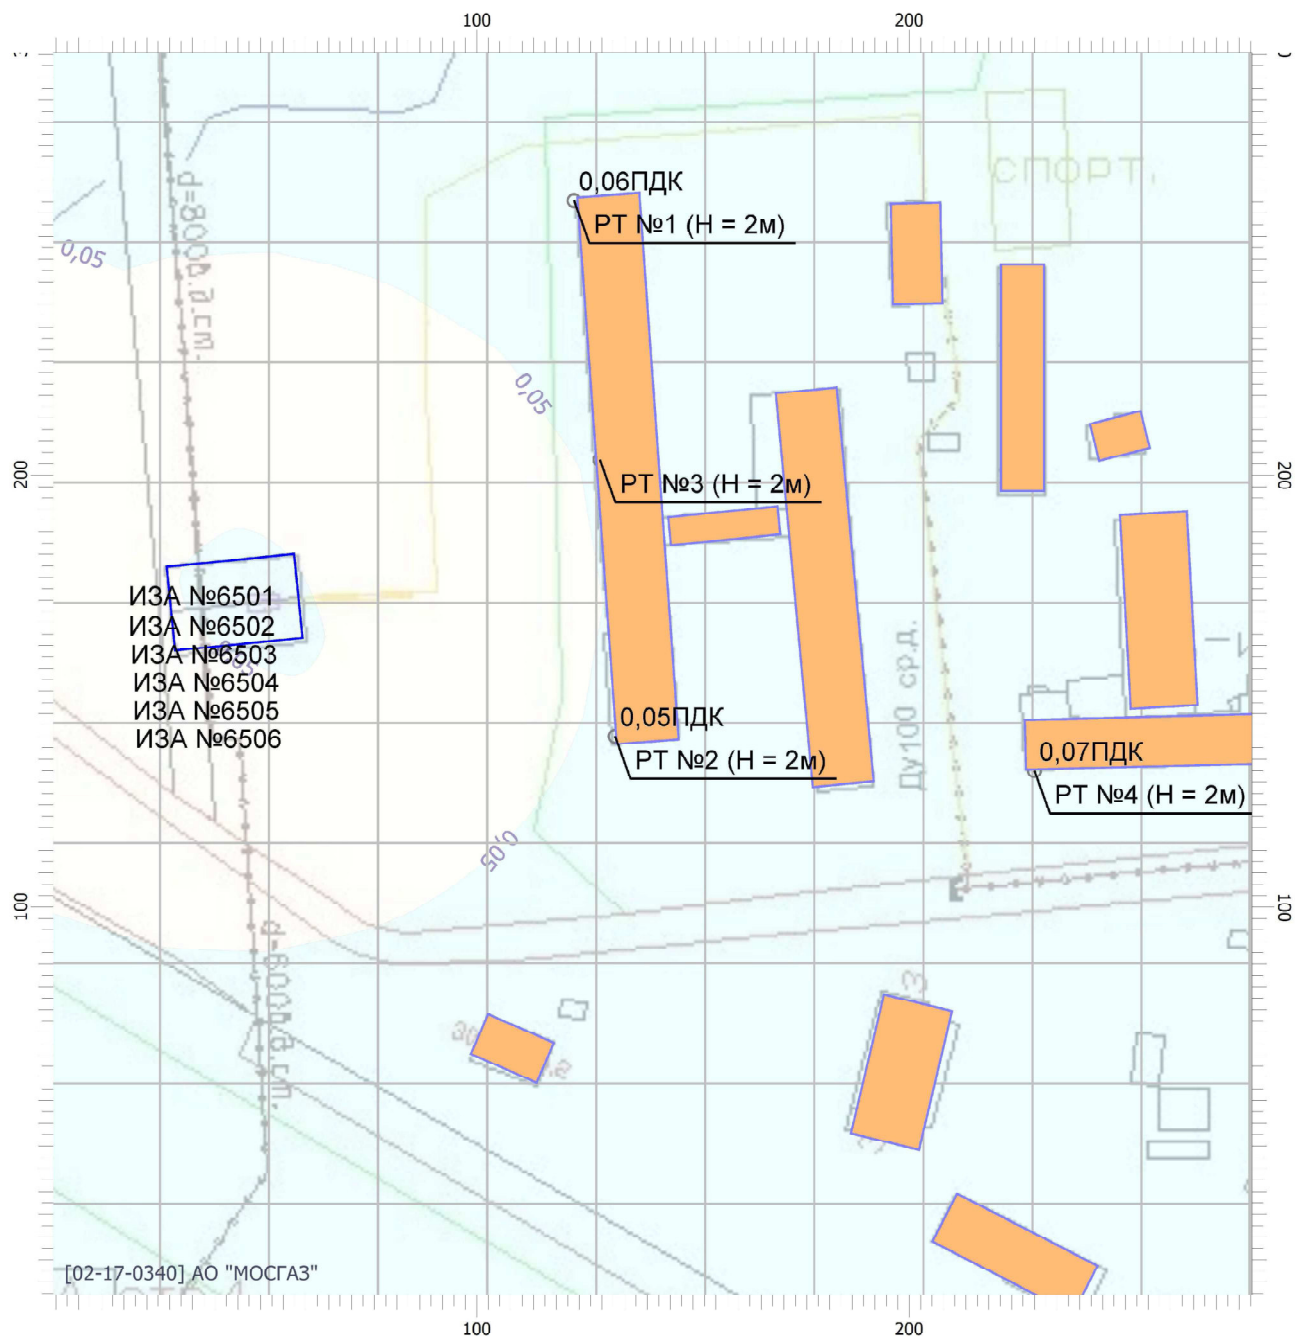 100
200
СПОРТ.
0,06ПДК
РТ №1 (Н = 2м)
d=800в.д.ст.
0,05
0,05
200
РТ №3 (Н = 2м)
200
ИЗА №6501
ИЗА №6502
ИЗА №6503
ИЗА №6504
ИЗА №6505
ИЗА №6506
Ду100 ср.д.
0,05ПДК
РТ №2 (Н = 2м)
0,07ПДК
РТ №4 (Н = 2м)
0,05
100
100
[02-17-0340] АО "МОСГАЗ"
100
200